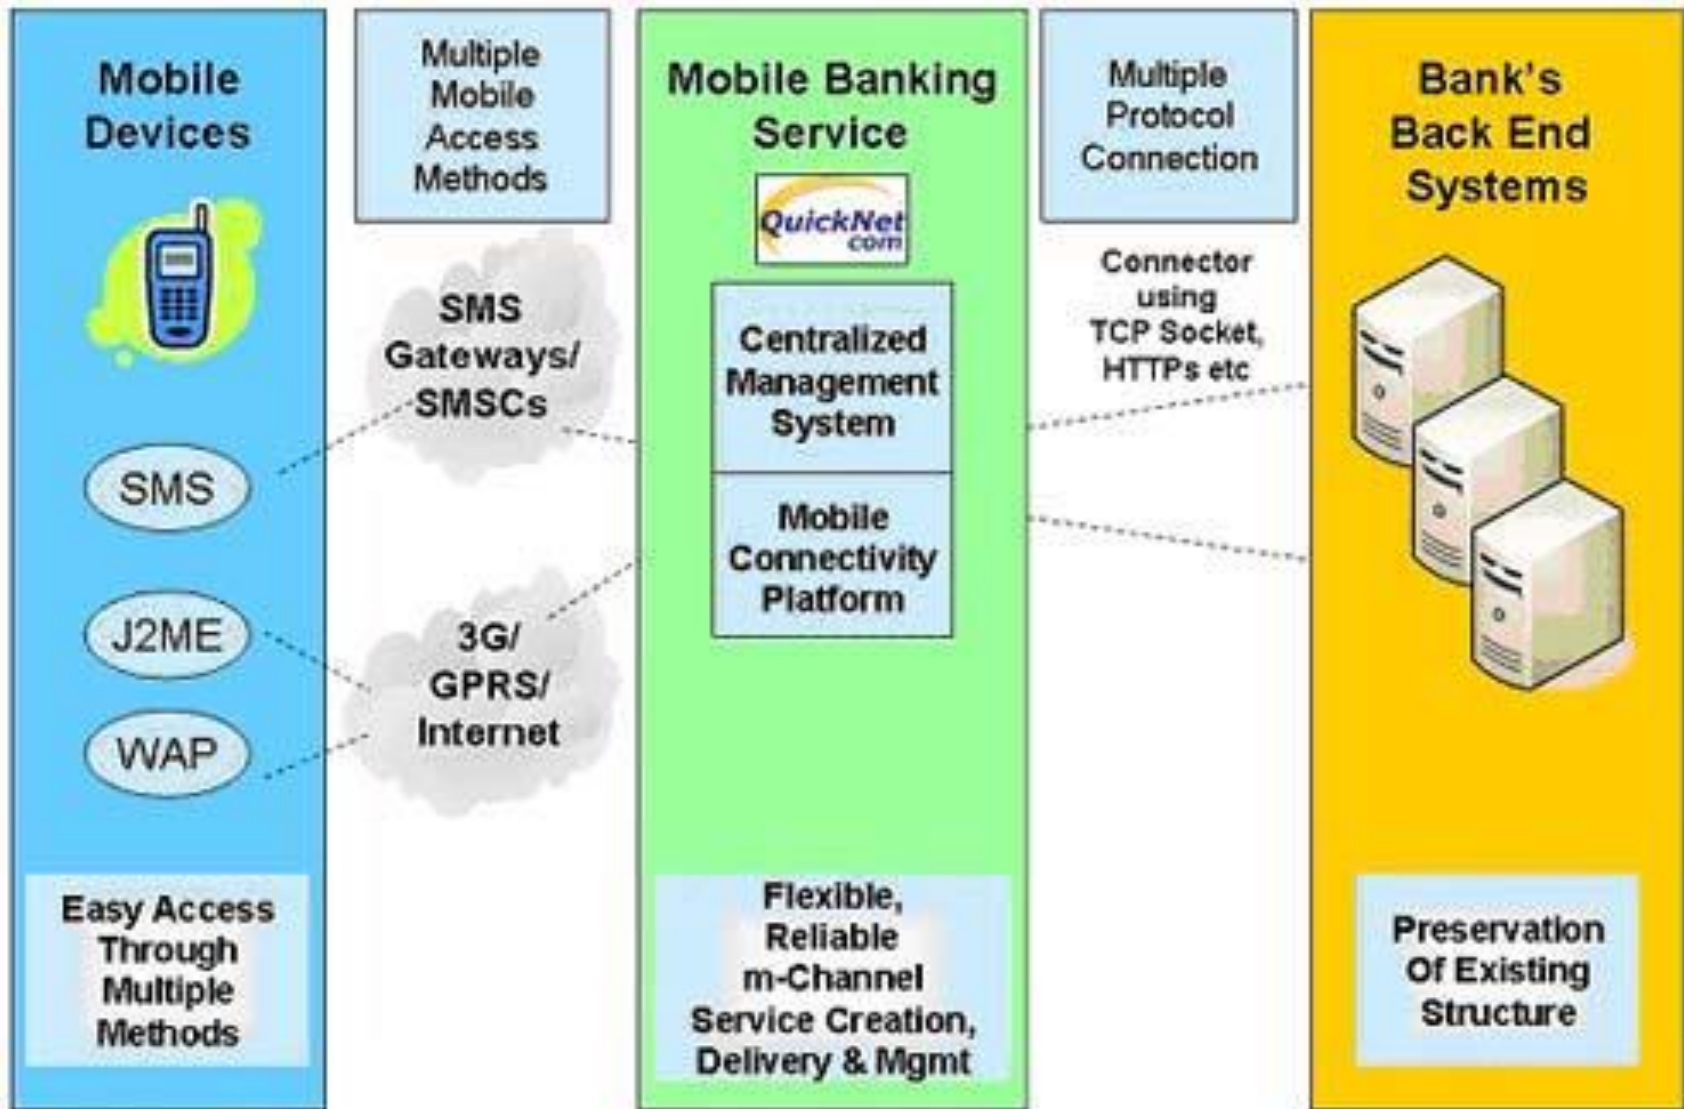 Mobile
Devices
SMS
J2ME
WAP
Easy Access
Through
Multiple
Methods
Multiple
Mobile
Access
Methods
SMS
Gateways/
SMSCs
3G/
GPRS/
Internet
Mobile Banking
Service
QuickNet
com
Centralized
Management
System
Mobile
Connectivity
Platform
Flexible,
Reliable
m-Channel
Service Creation,
Delivery & Mgmt
Multiple
Protocol
Connection
Connector
using
TCP Socket,
HTTPs etc
Bank's
Back End
Systems
Preservation
Of Existing
Structure